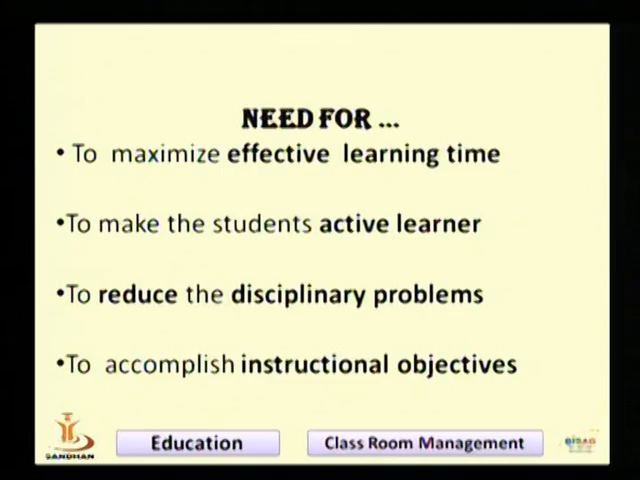 NEED FOR ...
• To maximize effective learning time
•To make the students active learner
•To reduce the disciplinary problems
•To accomplish instructional objectives
SANDHAN
Education
Class Room Management
BISAG